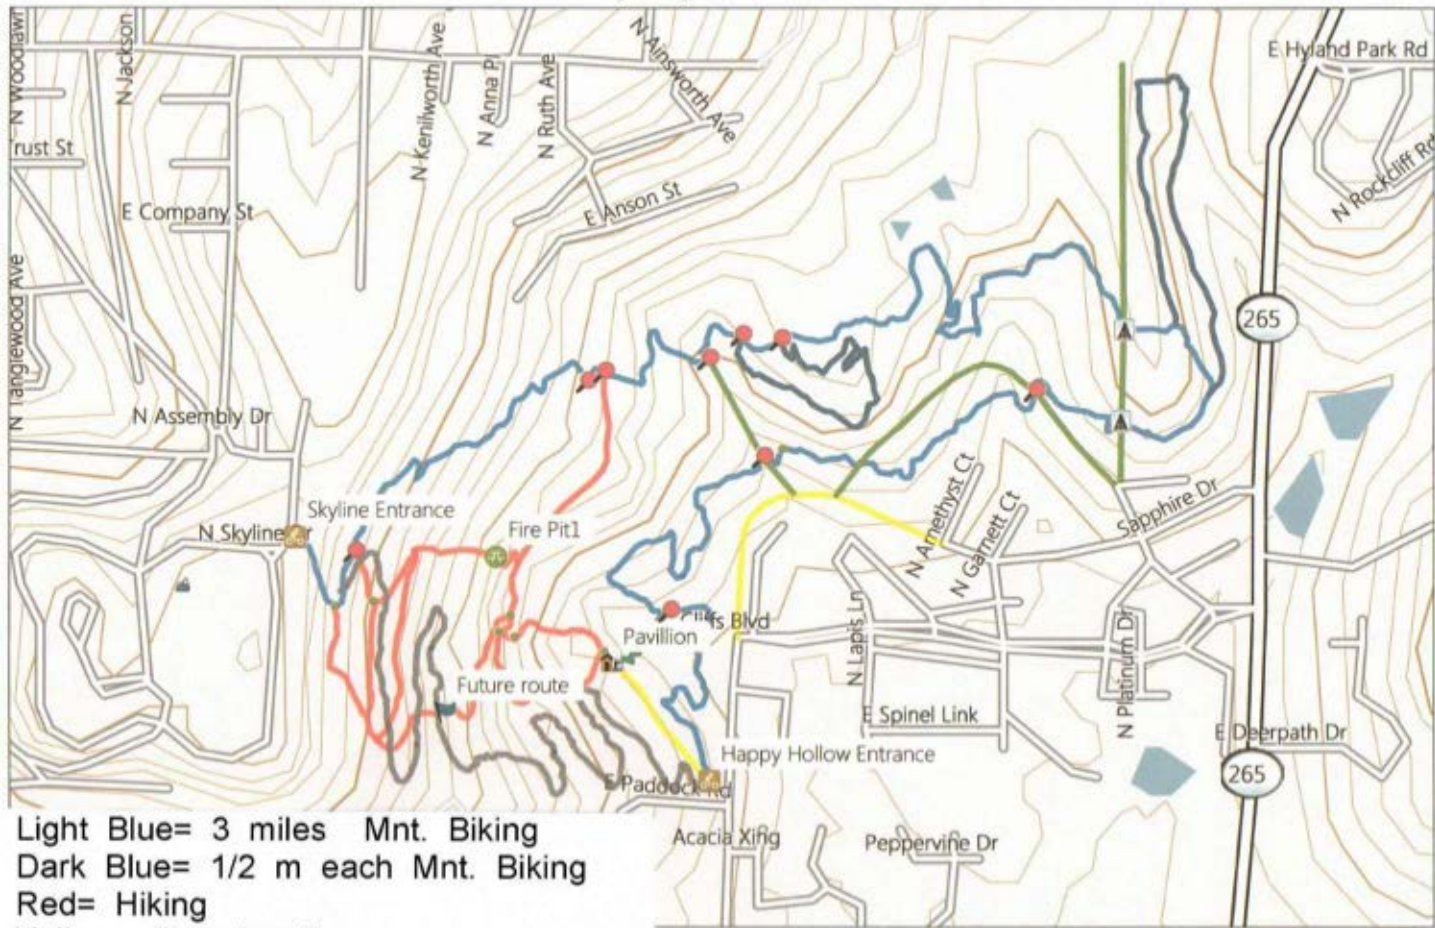 E Hyland Park Rd
N Woodlawn
N Jackson
N Kenilworth Ave
N Anna Pl
N Ruth Ave
N Ainsworth Ave
Trust St
N Rockcliff Rd
E Company St
E Anson St
N Tanglewood Ave
265
N Assembly Dr
Skyline Entrance
N Skyline
Fire Pit1
N Amethyst Ct
N Garnett Ct
Sapphire Dr
fs Blvd
Pavillion
N Lapis Ln
N Platinum Dr
Future route
E Spinel Link
E Deerpath Dr
Happy Hollow Entrance
265
E Paddock Rd
Acacia Xing
Peppervine Dr
Light Blue= 3 miles Mnt. Biking
Dark Blue= 1/2 m each Mnt. Biking
Red= Hiking